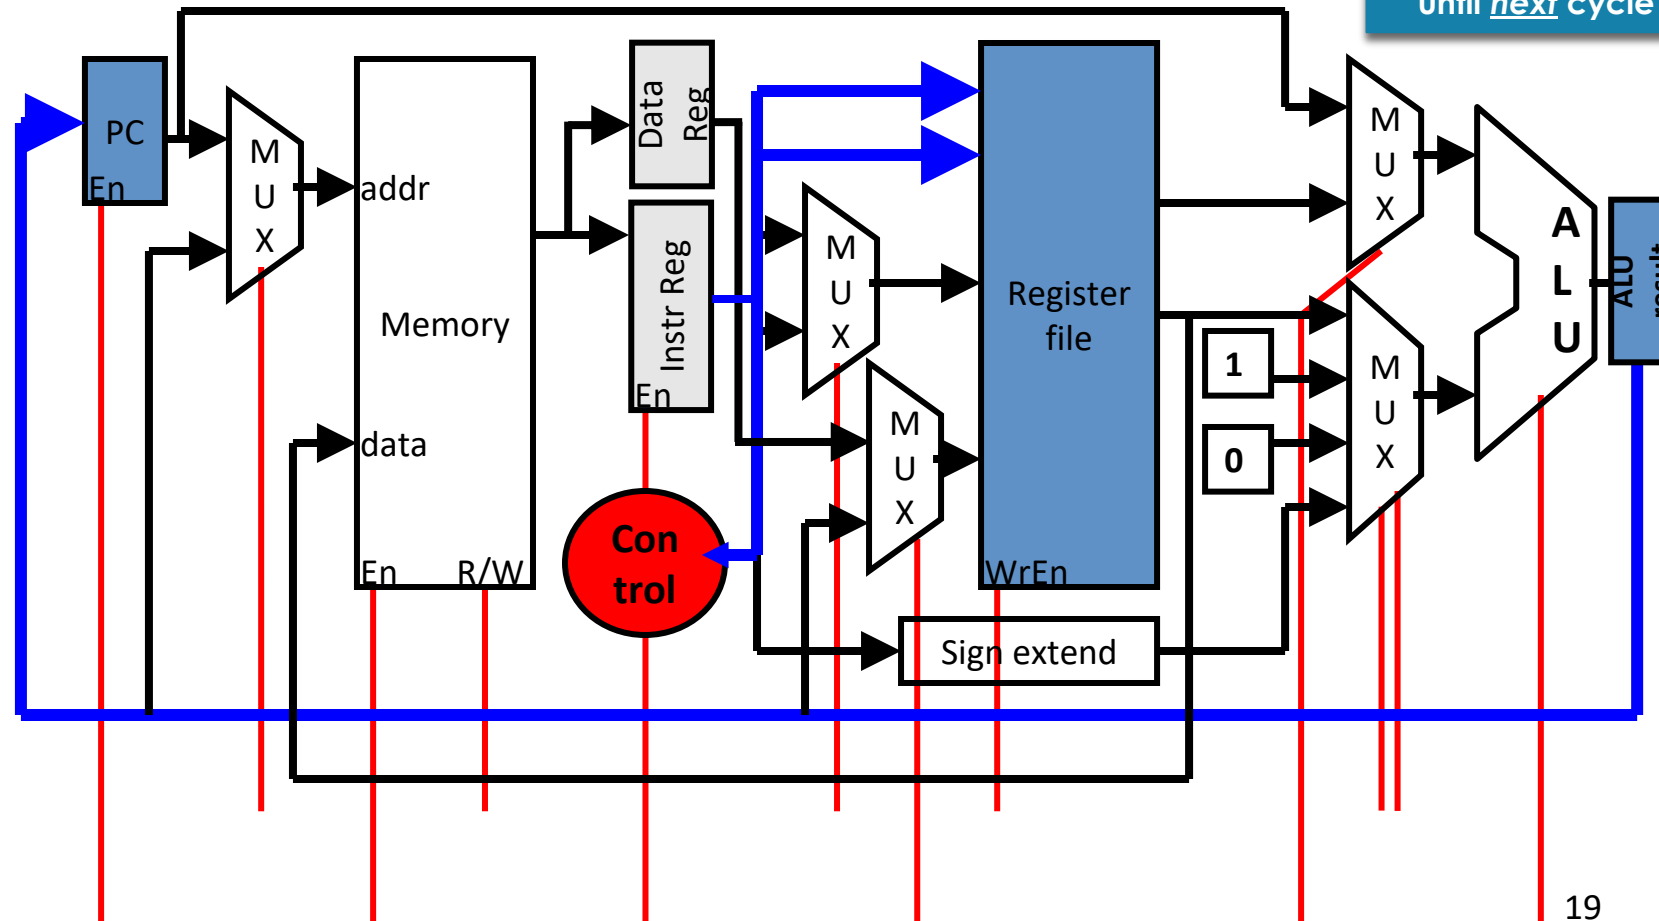 until next cycle
PC
En
M
U
X
addr
Memory
data
En
R/W
Data
Reg
Instr Reg
En
Con
trol
M
U
X
M
U
X
Register
file
WrEn
Sign extend
1
0
M
U
X
M
U
X
A
L
U
ALU
result
19